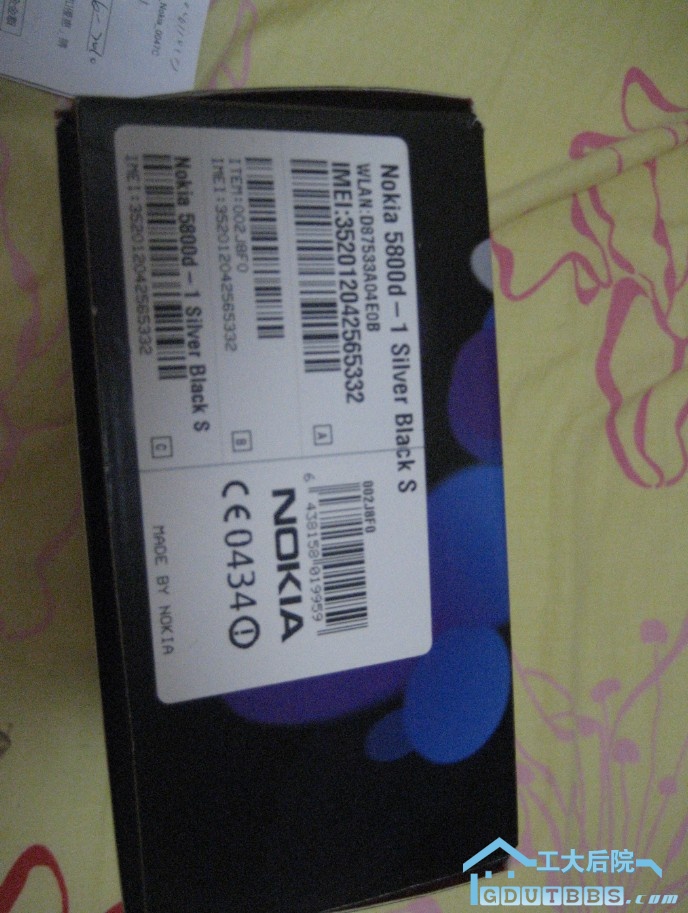 Nokia 5800d-1 Silver Black S
WLAN:D87533A04E0B
IMEI:352012042565332
A
ITEM:002J8F0
IMEI:352012042565332
B
Nokia 5800d-1 Silver Black S
IMEI:352012042565332
C
002J8F0
6 438158 019959
NOKIA
CE0434
MADE BY NOKIA
Nokia_00470
工大后院
GDUTBBS.com